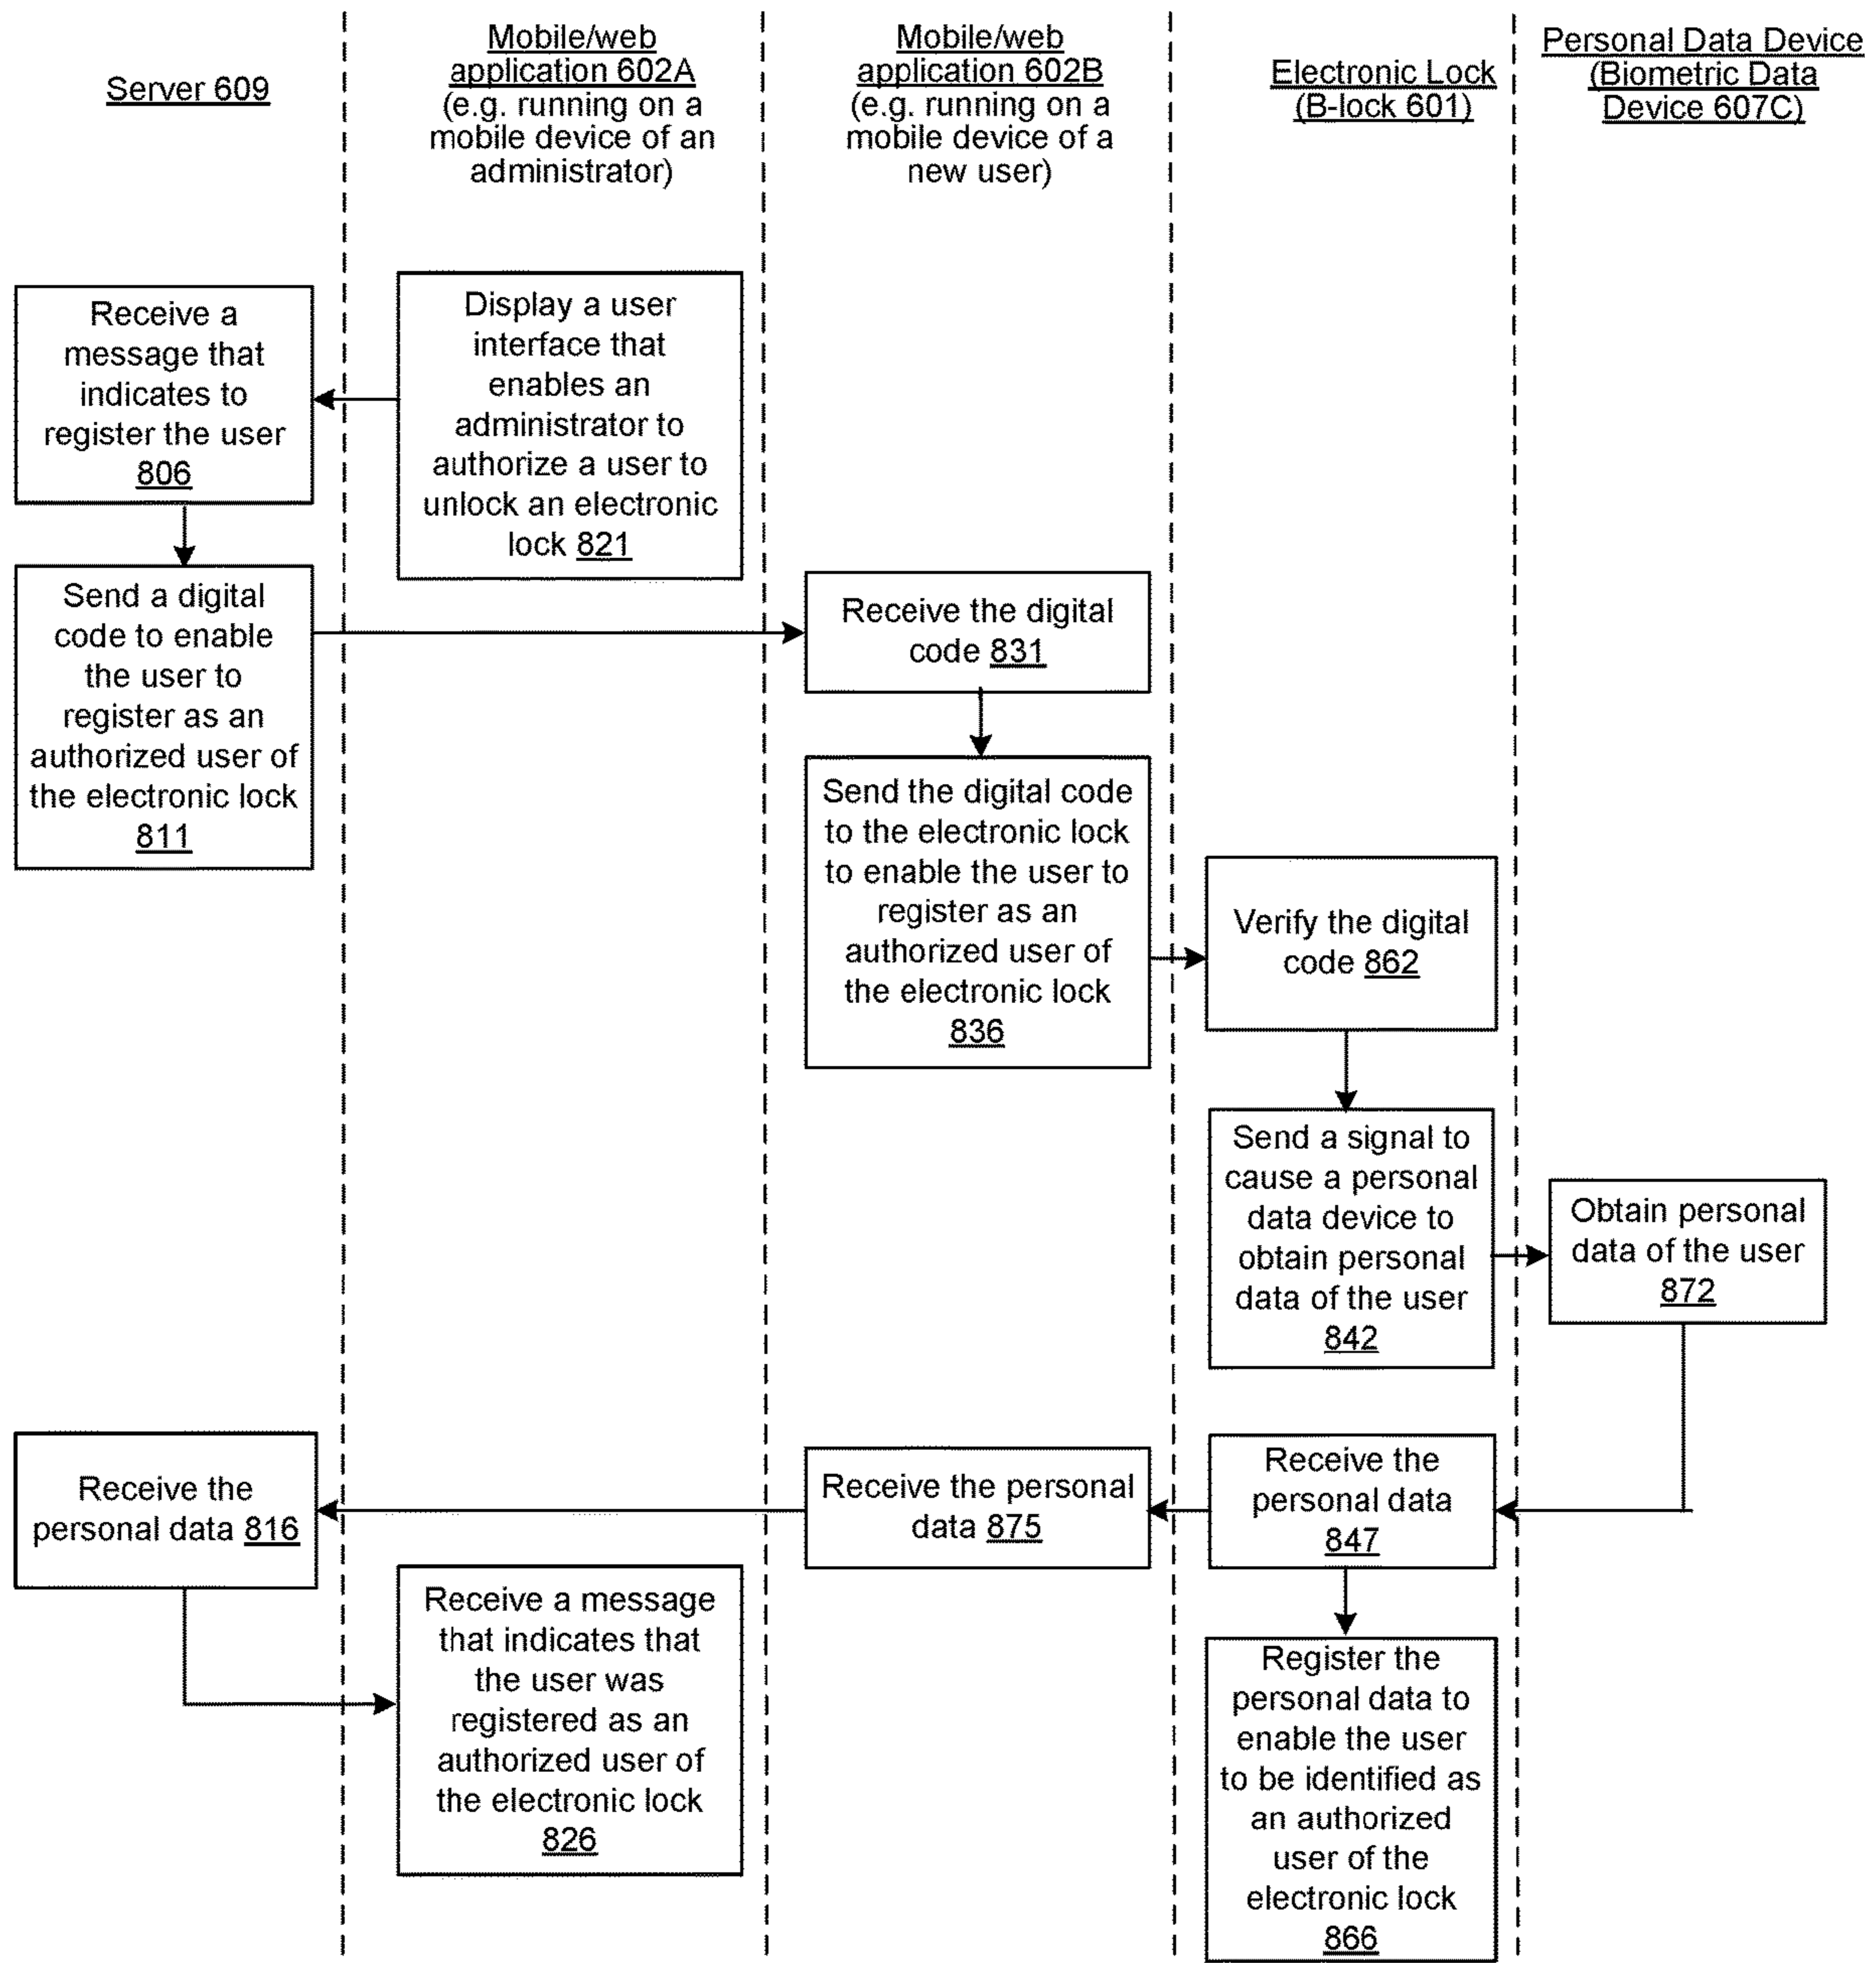 Server 609
Mobile/web
application 602A
(e.g. running on a
mobile device of an
administrator)
Mobile/web
application 602B
(e.g. running on a
mobile device of a
new user)
Electronic Lock
(B-lock 601)
Personal Data Device
(Biometric Data
Device 607C)
Receive a
message that
indicates to
register the user
806
Display a user
interface that
enables an
administrator to
authorize a user to
unlock an electronic
lock 821
Send a digital
code to enable
the user to
register as an
authorized user of
the electronic lock
811
Receive the digital
code 831
Send the digital code
to the electronic lock
to enable the user to
register as an
authorized user of
the electronic lock
836
Verify the digital
code 862
Send a signal to
cause a personal
data device to
obtain personal
data of the user
842
Obtain personal
data of the user
872
Receive the
personal data
847
Receive the personal
data 875
Receive the
personal data 816
Receive a message
that indicates that
the user was
registered as an
authorized user of
the electronic lock
826
Register the
personal data to
enable the user
to be identified as
an authorized
user of the
electronic lock
866